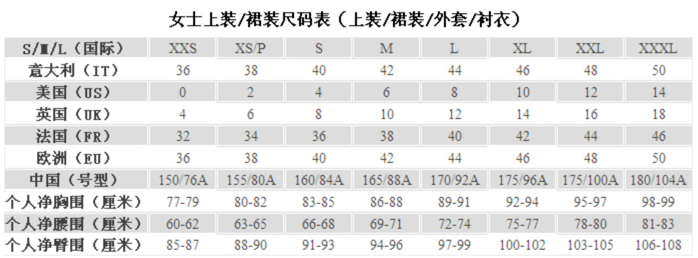 女士上装/裙装尺码表（上装/裙装/外套/衬衣）
S/M/L（国际） XXS XS/P S M L XL XXL XXXL
意大利（IT） 36 38 40 42 44 46 48 50
美国（US） 0 2 4 6 8 10 12 14
英国（UK） 4 6 8 10 12 14 16 18
法国（FR） 32 34 36 38 40 42 44 46
欧洲（EU） 36 38 40 42 44 46 48 50
中国（号型） 150/76A 155/80A 160/84A 165/88A 170/92A 175/96A 175/100A 180/104A
个人净胸围（厘米） 77-79 80-82 83-85 86-88 89-91 92-94 95-97 98-99
个人净腰围（厘米） 60-62 63-65 66-68 69-71 72-74 75-77 78-80 81-83
个人净臀围（厘米） 85-87 88-90 91-93 94-96 97-99 100-102 103-105 106-108